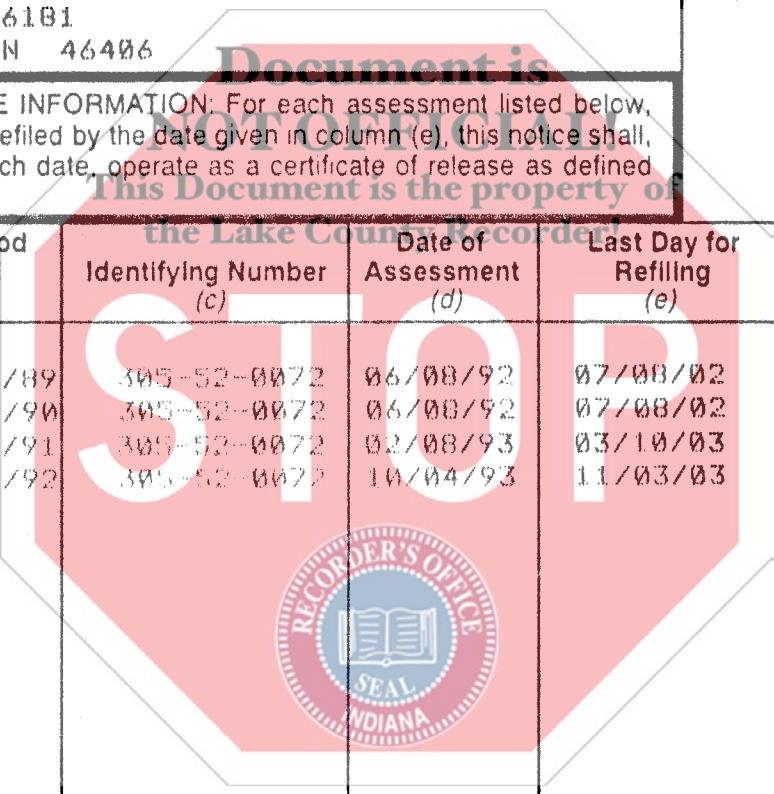 6181
N 46406
Document is
E INFORMATION: For each assessment listed below,
NOT OFFICIAL!
efiled by the date given in column (e), this notice shall,
ch date, operate as a certificate of release as defined
This Document is the property of
the Lake County Recorder!
od Identifying Number (c) Date of Assessment (d) Last Day for Refiling (e)
/89 305-52-0072 06/08/92 07/08/02
/90 305-52-0072 06/08/92 07/08/02
/91 305-52-0072 02/08/93 03/10/03
/92 305-52-0072 10/04/93 11/03/03
STOP
RECORDER'S OFFICE
SEAL
INDIANA